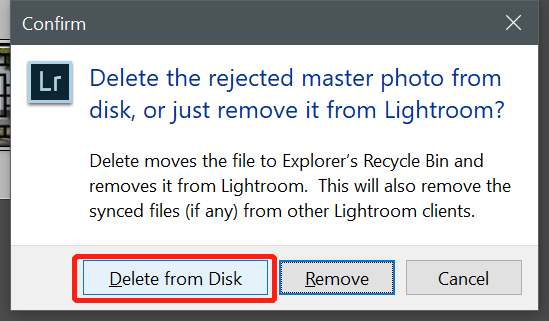 Confirm
Lr
Delete the rejected master photo from
disk, or just remove it from Lightroom?
Delete moves the file to Explorer's Recycle Bin and
removes it from Lightroom.  This will also remove the
synced files (if any) from other Lightroom clients.
Delete from Disk
Remove
Cancel